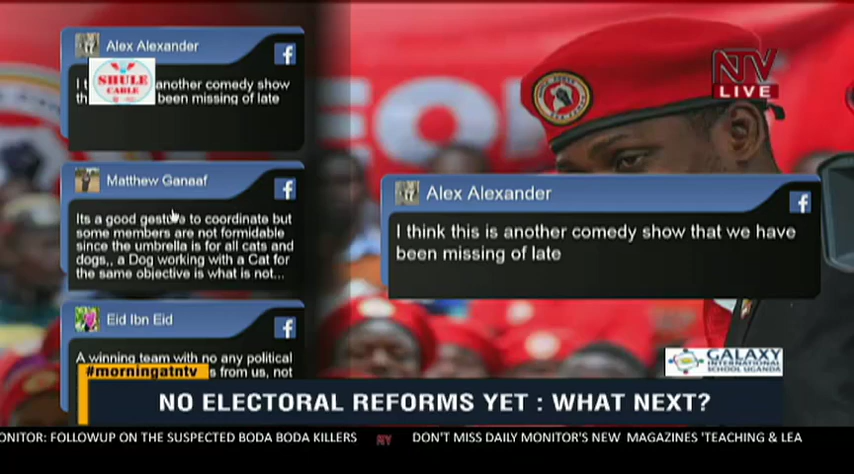 Alex Alexander
I t
another comedy show
th
been missing of late
SHULE
CABLE
Matthew Ganaaf
Its a good gesture to coordinate but
some members are not formidable
since the umbrella is for all cats and
dogs,, a Dog working with a Cat for
the same objective is what is not...
Eid Ibn Eid
A winning team with no any political
s from us, not
#morningatntv
NTV
LIVE
Alex Alexander
I think this is another comedy show that we have
been missing of late
GALAXY
INTERNATIONAL
SCHOOL UGANDA
NO ELECTORAL REFORMS YET : WHAT NEXT?
ONITOR: FOLLOWUP ON THE SUSPECTED BODA BODA KILLERS
DON'T MISS DAILY MONITOR'S NEW MAGAZINES 'TEACHING & LEA